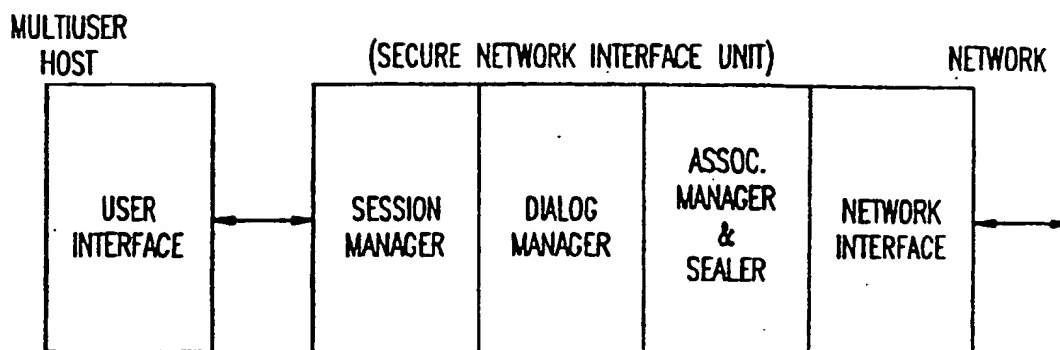 MULTIUSER
HOST
(SECURE NETWORK INTERFACE UNIT)
NETWORK
USER
INTERFACE
SESSION
MANAGER
DIALOG
MANAGER
ASSOC.
MANAGER
&
SEALER
NETWORK
INTERFACE